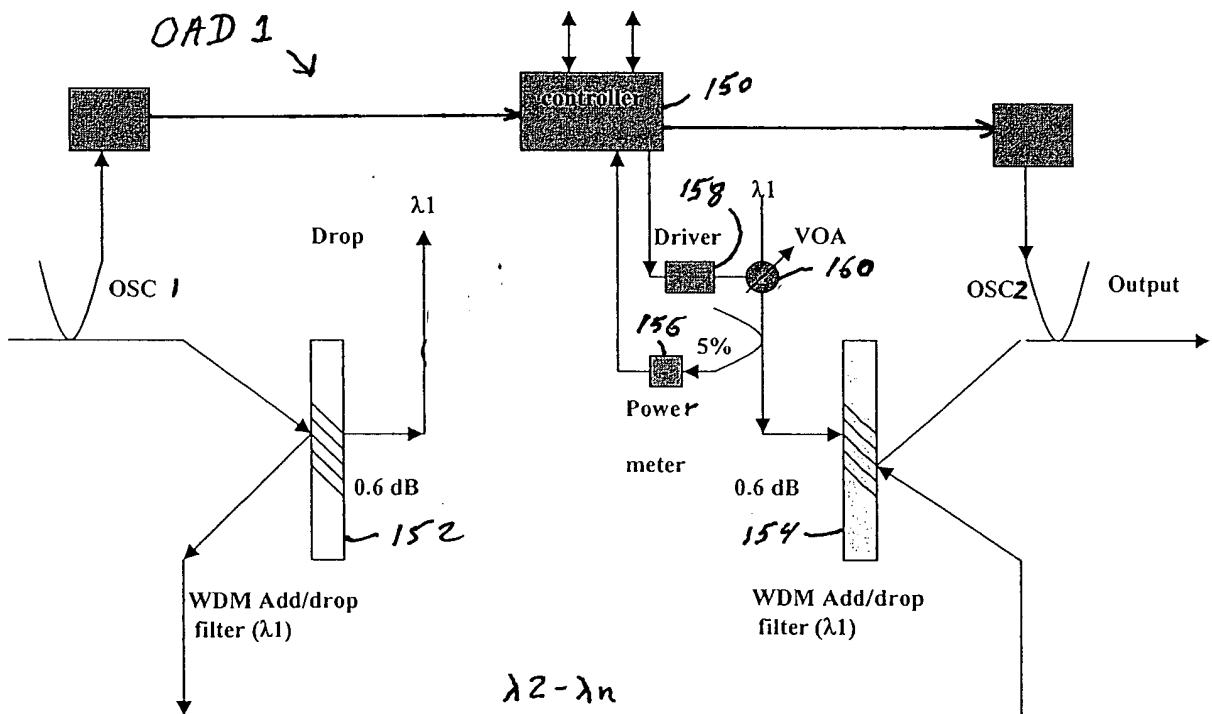 OAD 1
controller
150
158
λ1
λ1
Drop
Driver
VOA
160
OSC 1
OSC2
Output
156
5%
Power
meter
0.6 dB
0.6 dB
152
154
WDM Add/drop
filter (λ1)
WDM Add/drop
filter (λ1)
λ2-λn